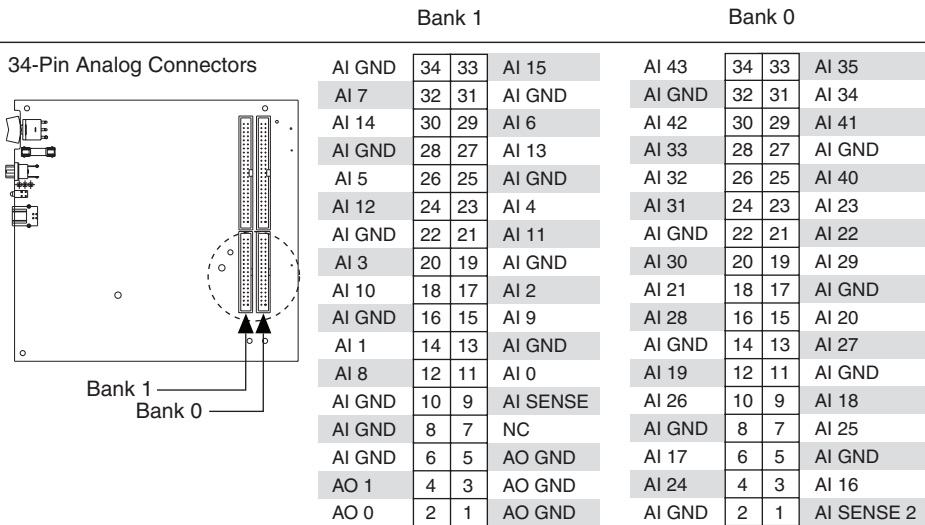 Bank 1 Bank 0
34-Pin Analog Connectors
AI GND 34 33 AI 15 AI 43 34 33 AI 35
AI 7 32 31 AI GND AI GND 32 31 AI 34
AI 14 30 29 AI 6 AI 42 30 29 AI 41
AI GND 28 27 AI 13 AI 33 28 27 AI GND
AI 5 26 25 AI GND AI 32 26 25 AI 40
AI 12 24 23 AI 4 AI 31 24 23 AI 23
AI GND 22 21 AI 11 AI GND 22 21 AI 22
AI 3 20 19 AI GND AI 30 20 19 AI 29
AI 10 18 17 AI 2 AI 21 18 17 AI GND
AI GND 16 15 AI 9 AI 28 16 15 AI 20
AI 1 14 13 AI GND AI GND 14 13 AI 27
AI 8 12 11 AI 0 AI 19 12 11 AI GND
AI GND 10 9 AI SENSE AI 26 10 9 AI 18
AI GND 8 7 NC AI GND 8 7 AI 25
AI GND 6 5 AO GND AI 17 6 5 AI GND
AO 1 4 3 AO GND AI 24 4 3 AI 16
AO 0 2 1 AO GND AI GND 2 1 AI SENSE 2
Bank 1
Bank 0